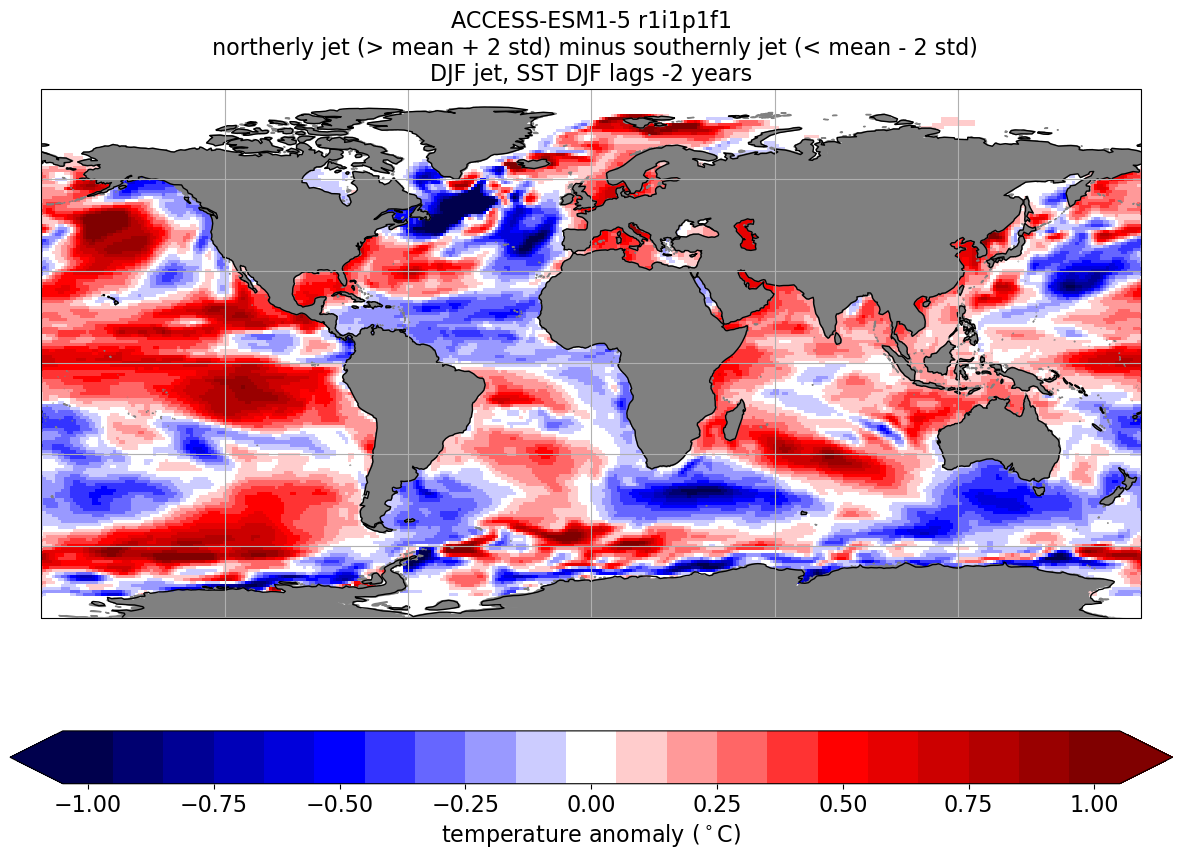 ACCESS-ESM1-5 r1i1p1f1
northerly jet (> mean + 2 std) minus southernly jet (< mean - 2 std)
DJF jet, SST DJF lags -2 years
−1.00 −0.75 −0.50 −0.25 0.00 0.25 0.50 0.75 1.00
temperature anomaly (°C)